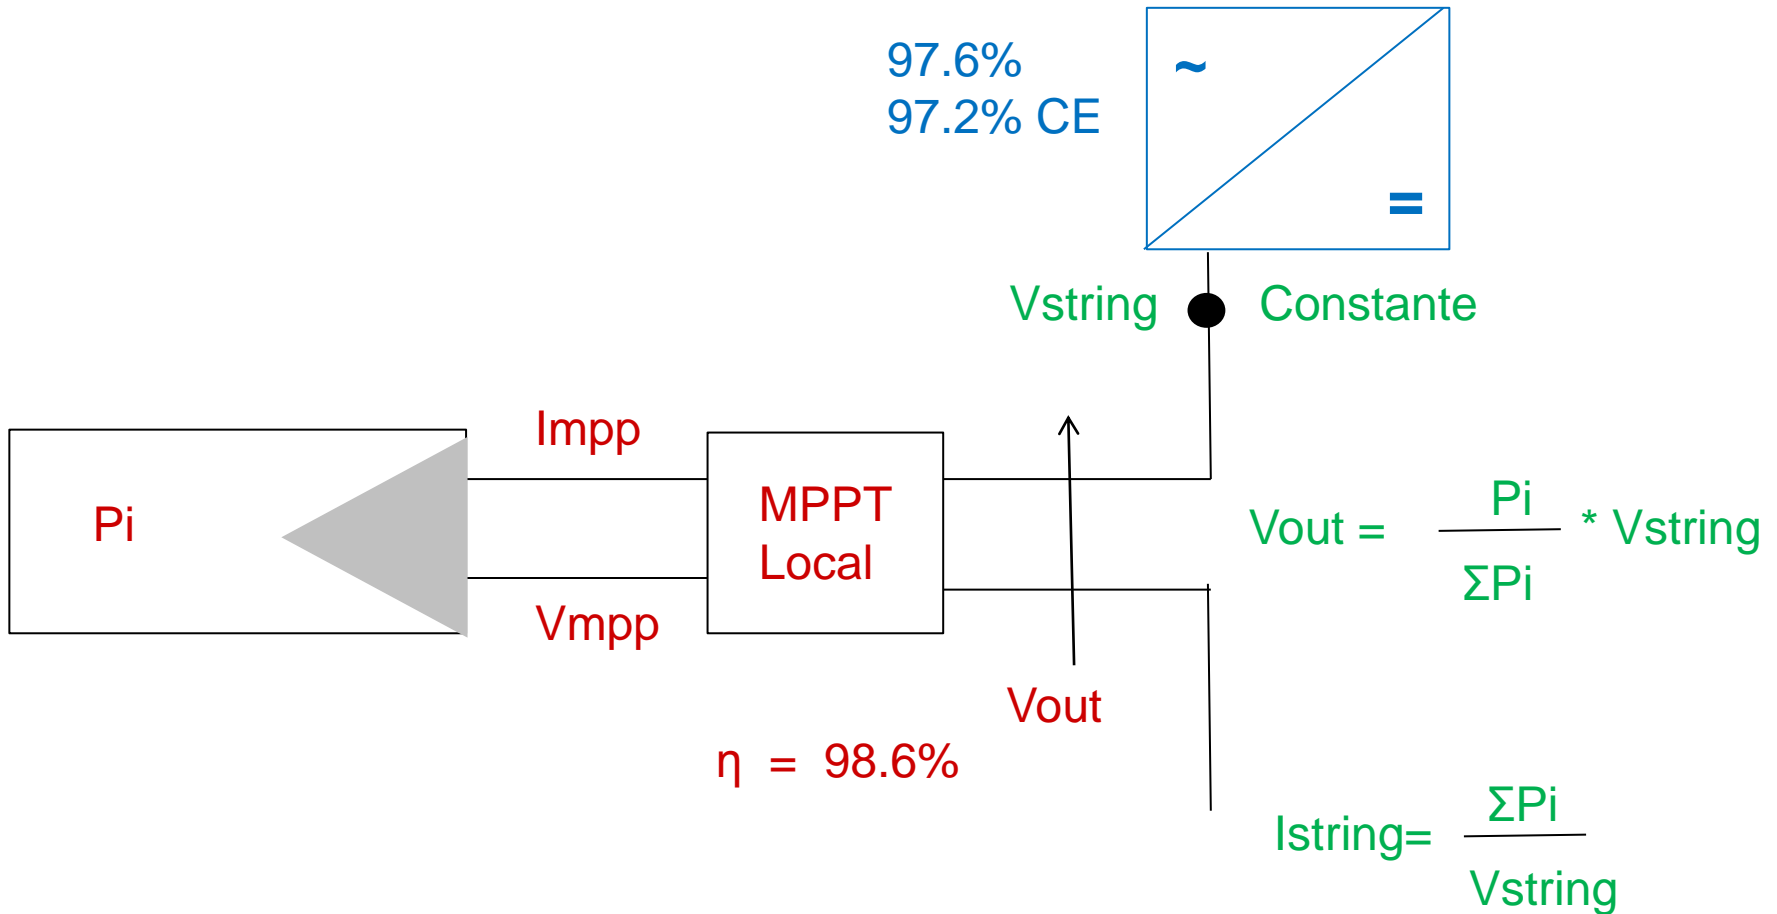 97.6%
97.2% CE
~
=
Vstring
Constante
Impp
Pi
MPPT
Local
Vmpp
Vout = Pi * Vstring
ΣPi
Vout
η = 98.6%
Istring= ΣPi
Vstring